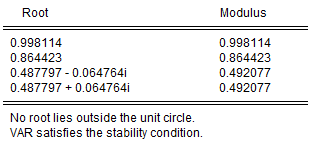 Root Modulus
0.998114 0.998114
0.864423 0.864423
0.487797 - 0.064764i 0.492077
0.487797 + 0.064764i 0.492077
No root lies outside the unit circle.
VAR satisfies the stability condition.